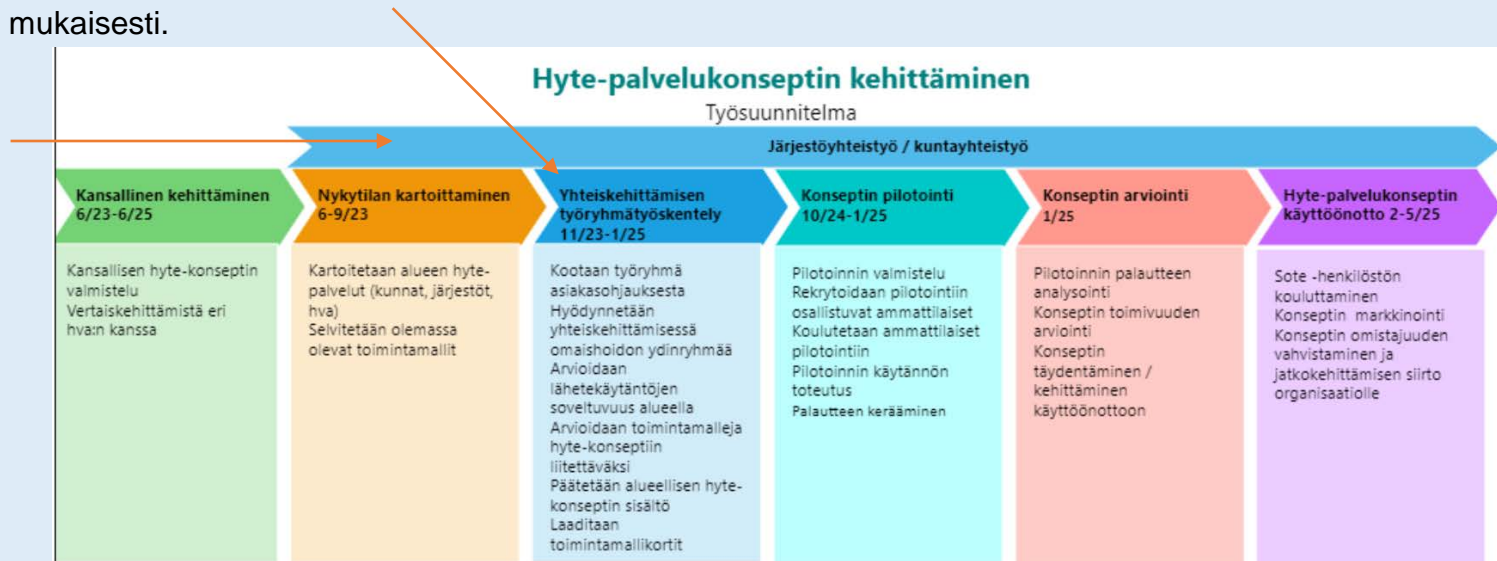 mukaisesti.
Hyte-palvelukonseptin kehittäminen
Työsuunnitelma
Järjestöyhteistyö / kuntayhteistyö
Kansallinen kehittäminen
6/23-6/25
Kansallisen hyte-konseptin
valmistelu
Vertaiskehittämistä eri
hva:n kanssa
Nykytilan kartoittaminen
6-9/23
Kartoitetaan alueen hyte-
palvelut (kunnat, järjestöt,
hva)
Selvitetään olemassa
olevat toimintamallit
Yhteiskehittämisen
työryhmätyöskentely
11/23-1/25
Kootaan työryhmä
asiakasohjauksesta
Hyödynnetään
yhteiskehittämisessä
omaishoidon ydinryhmää
Arvioidaan
lähetekäytäntöjen
soveltuvuus alueella
Arvioidaan toimintamalleja
hyte-konseptiin
liitettäväksi
Päätetään alueellisen hyte-
konseptin sisältö
Laaditaan
toimintamallikortit
Konseptin pilotointi
10/24-1/25
Pilotoinnin valmistelu
Rekrytoidaan pilotointiin
osallistuvat ammattilaiset
Koulutetaan ammattilaiset
pilotointiin
Pilotoinnin käytännön
toteutus
Palautteen kerääminen
Konseptin arviointi
1/25
Pilotoinnin palautteen
analysointi
Konseptin toimivuuden
arviointi
Konseptin
täydentäminen /
kehittäminen
käyttöönottoon
Hyte-palvelukonseptin
käyttöönotto 2-5/25
Sote -henkilöstön
kouluttaminen
Konseptin markkinointi
Konseptin omistajuuden
vahvistaminen ja
jatkokehittämisen siirto
organisaatiolle